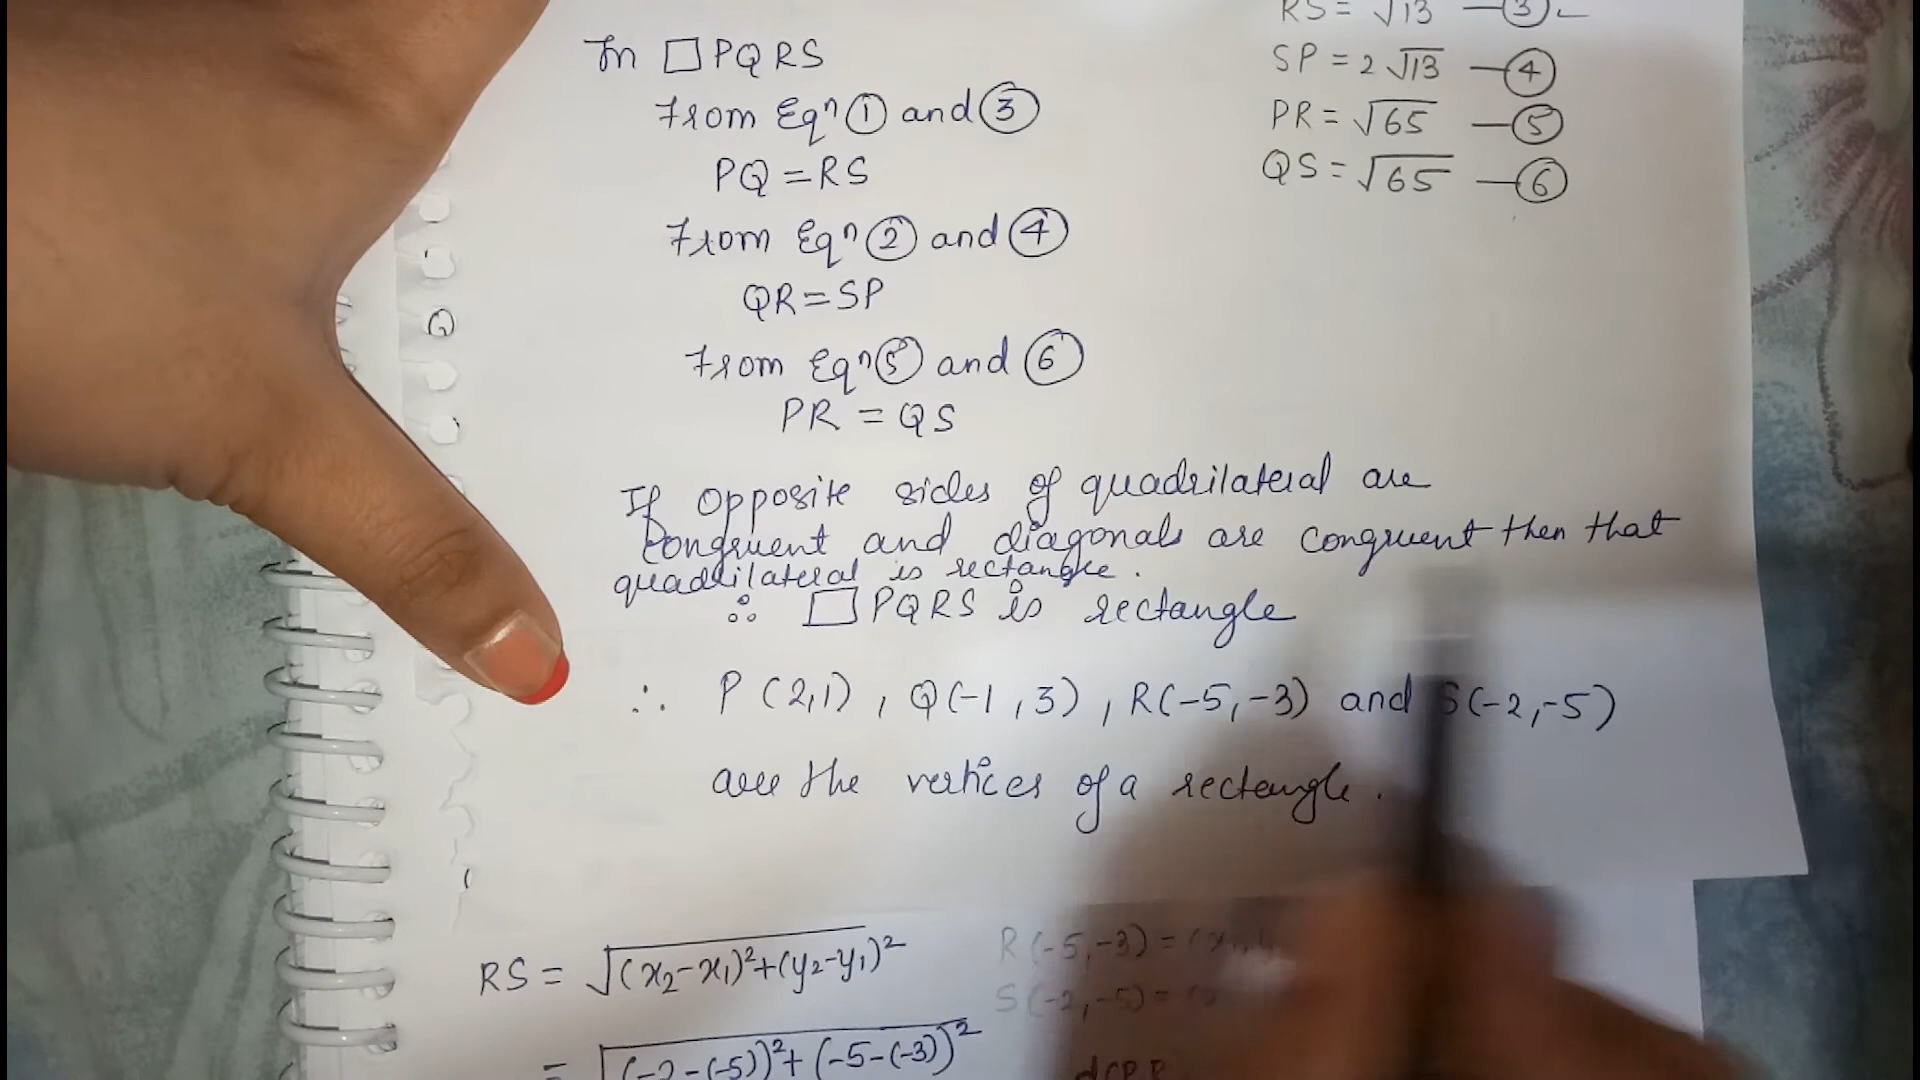 In □PQRS
From Eqⁿ ① and ③
PQ = RS
From Eqⁿ ② and ④
QR = SP
From Eqⁿ ⑤ and ⑥
PR = QS
RS = √13 — ③
SP = 2√13 — ④
PR = √65 — ⑤
QS = √65 — ⑥
If opposite sides of quadrilateral are
congruent and diagonals are congruent then that
quadrilateral is rectangle.
∴ □PQRS is rectangle
∴ P(2,1), Q(-1,3), R(-5,-3) and S(-2,-5)
are the vertices of a rectangle.
RS = √(x₂-x₁)²+(y₂-y₁)²
R(-5,-3) = (x₁,
S(-2,-5) =
= √(-2-(-5))²+(-5-(-3))²